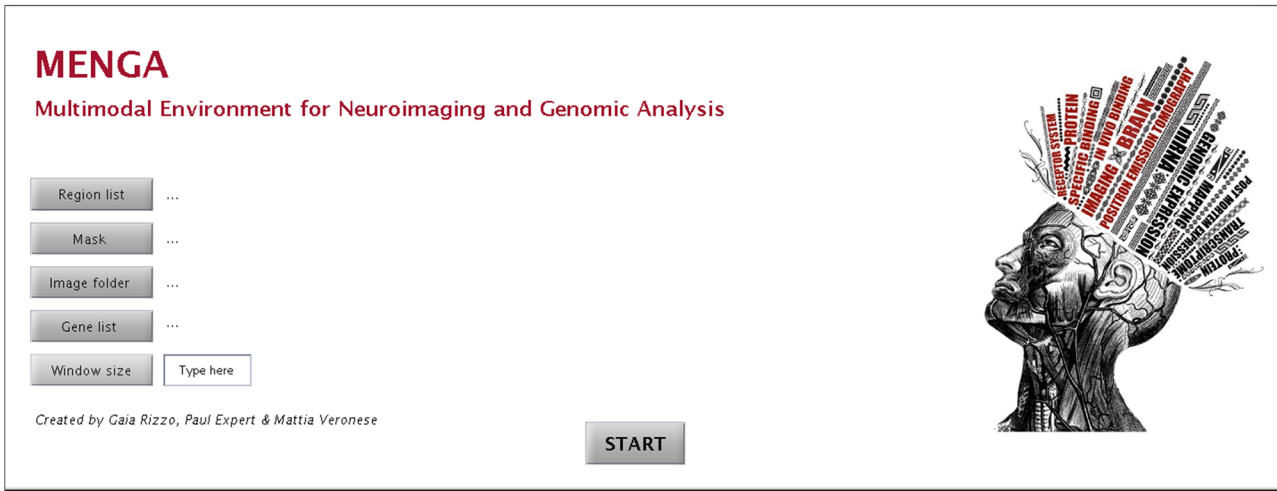 MENGA
Multimodal Environment for Neuroimaging and Genomic Analysis
Region list ...
Mask ...
Image folder ...
Gene list ...
Window size Type here
Created by Gaia Rizzo, Paul Expert & Mattia Veronese
START
RECEPTOR SYSTEM
PROTEIN
SPECIFIC BINDING
IN VIVO BINDING
IMAGING BRAIN
POSITRON EMISSION TOMOGRAPHY
mRNA
GENOMIC EXPRESSION
MAPPING
POST MORTEM EXPRESSION
TRANSCRIPTOME
PROTEIN